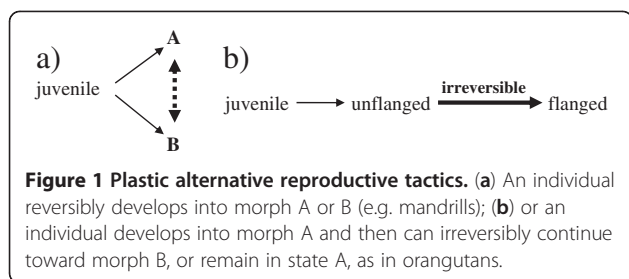 a)
A
juvenile
B
b)
irreversible
juvenile unflanged flanged
Figure 1 Plastic alternative reproductive tactics. (a) An individual
reversibly develops into morph A or B (e.g. mandrills); (b) or an
individual develops into morph A and then can irreversibly continue
toward morph B, or remain in state A, as in orangutans.